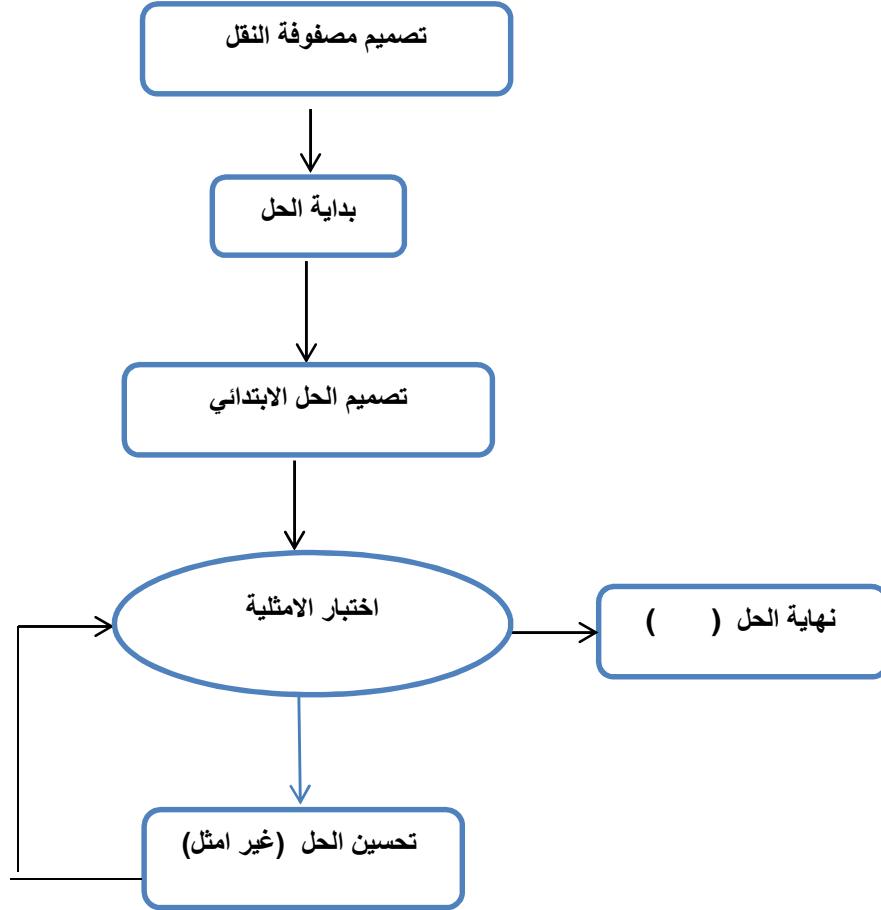 تصميم مصفوفة النقل
بداية الحل
تصميم الحل الابتدائي
اختبار الامثلية
نهاية الحل (      )
تحسين الحل (غير امثل)